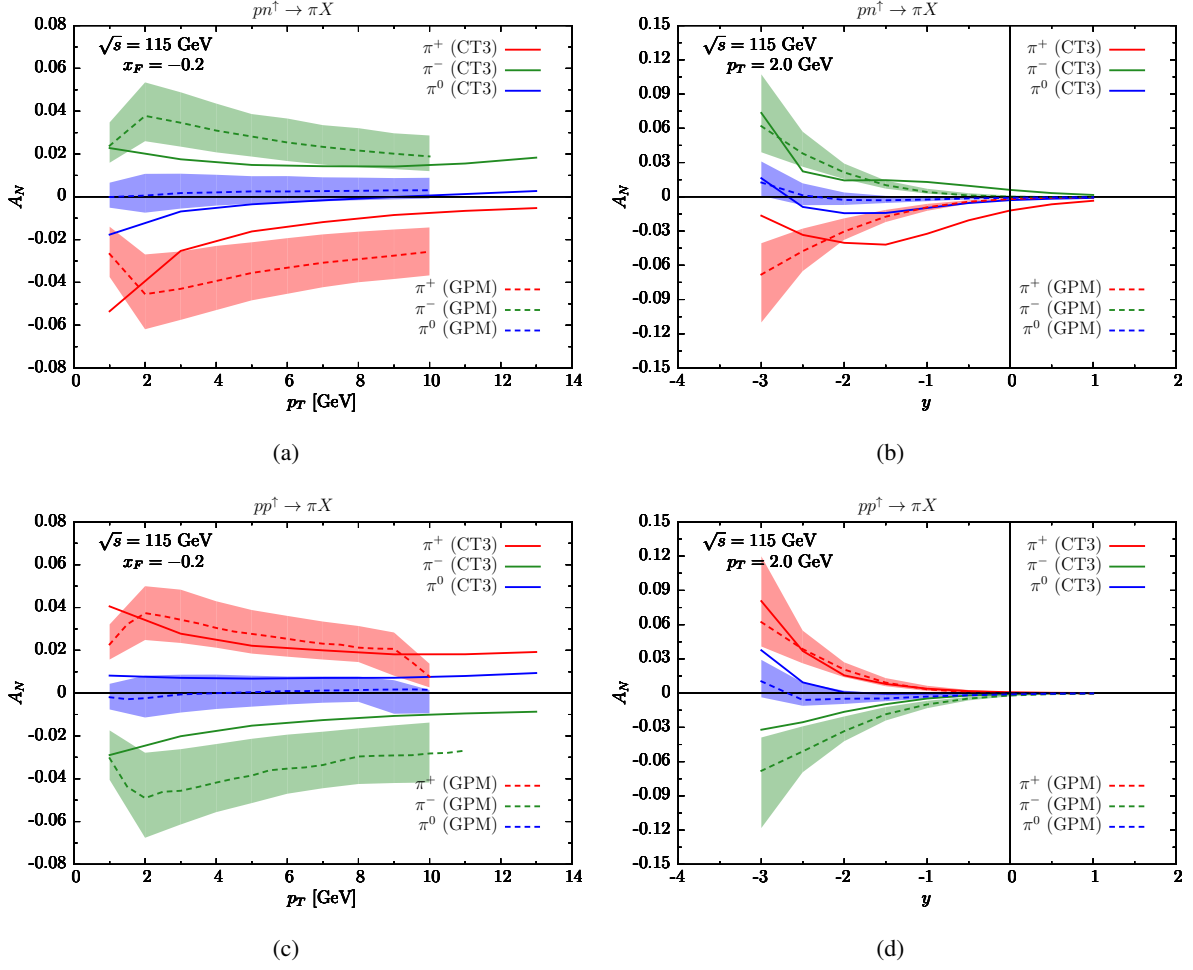 pn↑ → πX
0.08
0.06
0.04
0.02
0
-0.02
-0.04
-0.06
-0.08
A_N
√s = 115 GeV
x_F = −0.2
π⁺ (CT3)
π⁻ (CT3)
π⁰ (CT3)
π⁺ (GPM)
π⁻ (GPM)
π⁰ (GPM)
0 2 4 6 8 10 12 14
p_T [GeV]
(a)
pn↑ → πX
0.15
0.12
0.09
0.06
0.03
0
-0.03
-0.06
-0.09
-0.12
-0.15
A_N
√s = 115 GeV
p_T = 2.0 GeV
π⁺ (CT3)
π⁻ (CT3)
π⁰ (CT3)
π⁺ (GPM)
π⁻ (GPM)
π⁰ (GPM)
-4 -3 -2 -1 0 1 2
y
(b)
pp↑ → πX
0.08
0.06
0.04
0.02
0
-0.02
-0.04
-0.06
-0.08
A_N
√s = 115 GeV
x_F = −0.2
π⁺ (CT3)
π⁻ (CT3)
π⁰ (CT3)
π⁺ (GPM)
π⁻ (GPM)
π⁰ (GPM)
0 2 4 6 8 10 12 14
p_T [GeV]
(c)
pp↑ → πX
0.15
0.12
0.09
0.06
0.03
0
-0.03
-0.06
-0.09
-0.12
-0.15
A_N
√s = 115 GeV
p_T = 2.0 GeV
π⁺ (CT3)
π⁻ (CT3)
π⁰ (CT3)
π⁺ (GPM)
π⁻ (GPM)
π⁰ (GPM)
-4 -3 -2 -1 0 1 2
y
(d)